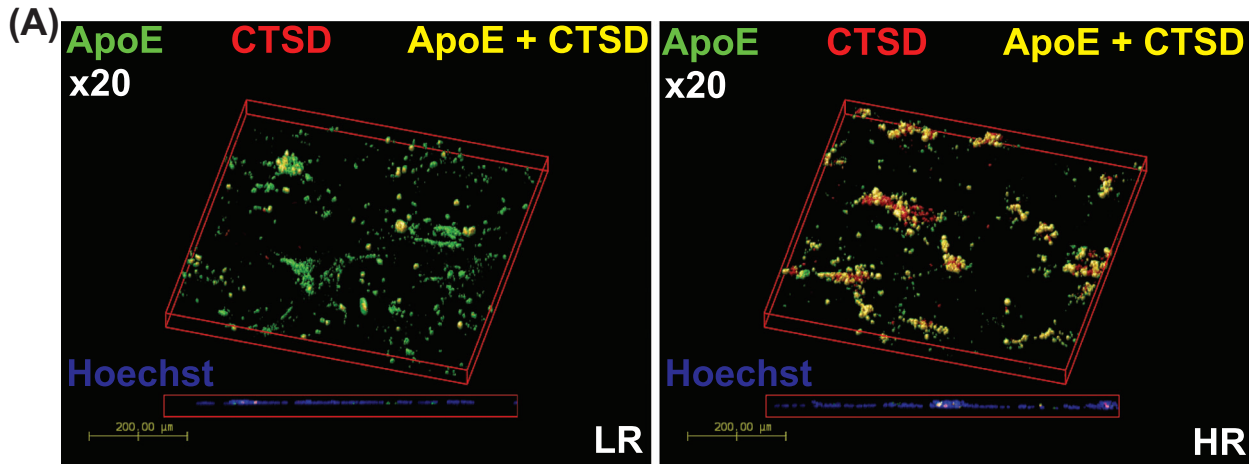 (A)
ApoE CTSD ApoE + CTSD
x20
Hoechst
200.00 µm
LR
ApoE CTSD ApoE + CTSD
x20
Hoechst
200.00 µm
HR